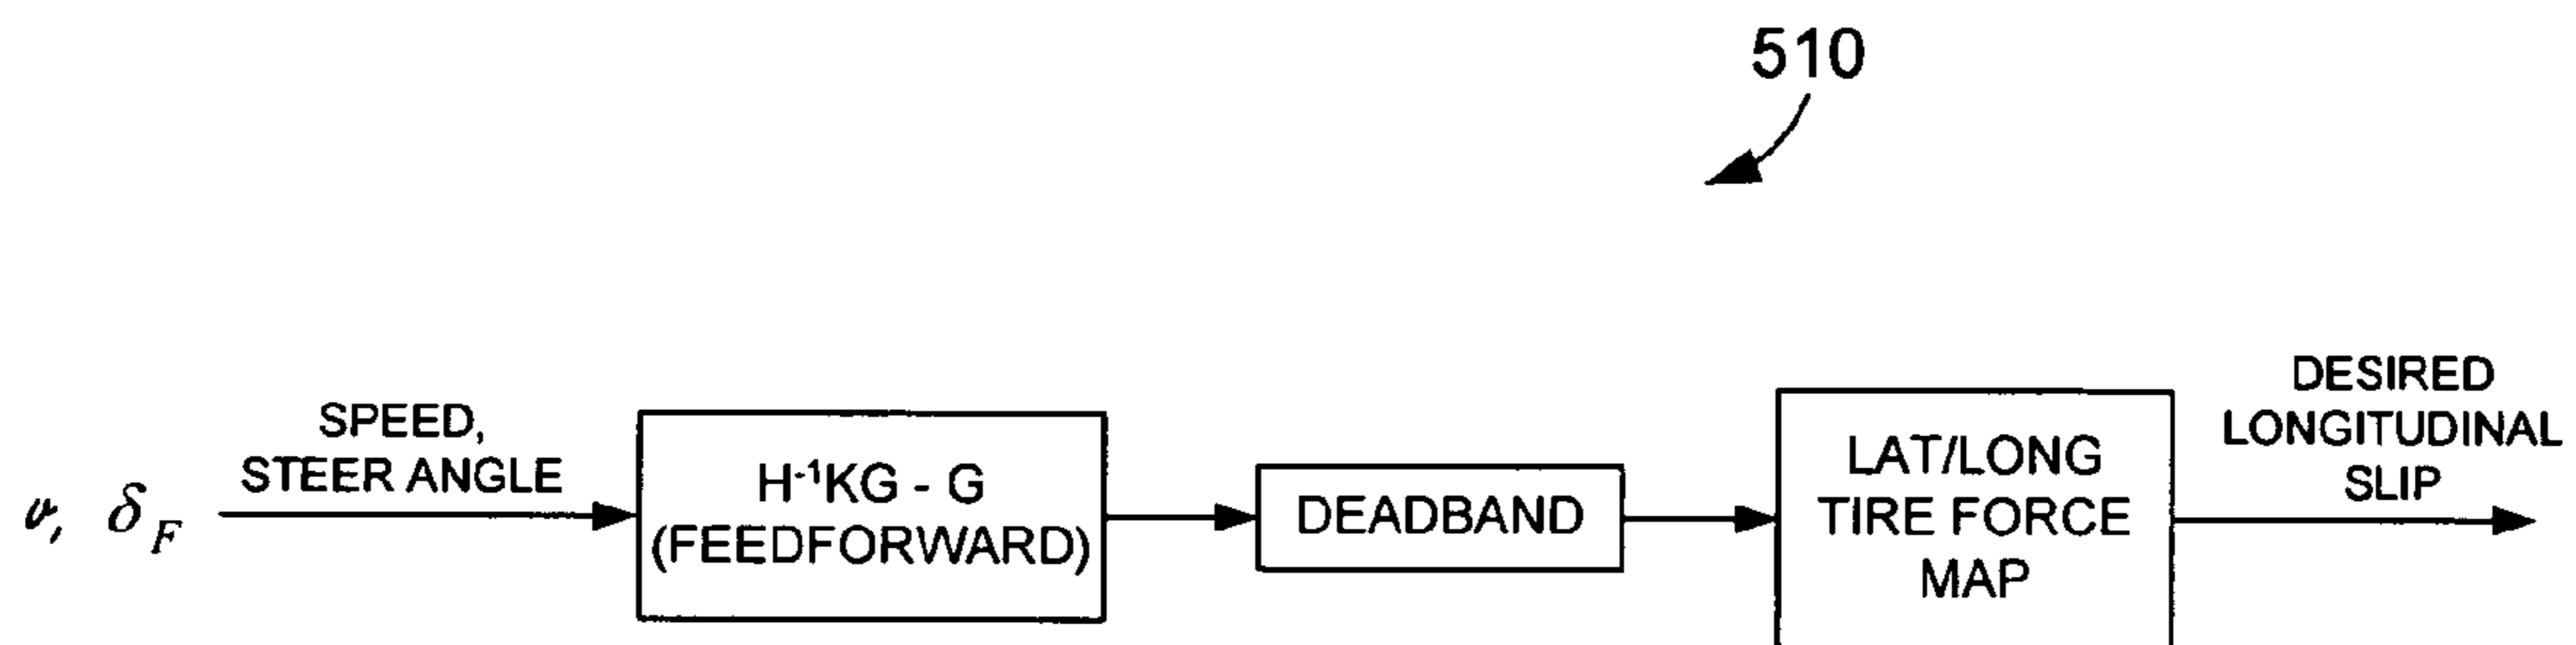 510
SPEED,
STEER ANGLE
v, δF
H-1KG - G
(FEEDFORWARD)
DEADBAND
LAT/LONG
TIRE FORCE
MAP
DESIRED
LONGITUDINAL
SLIP